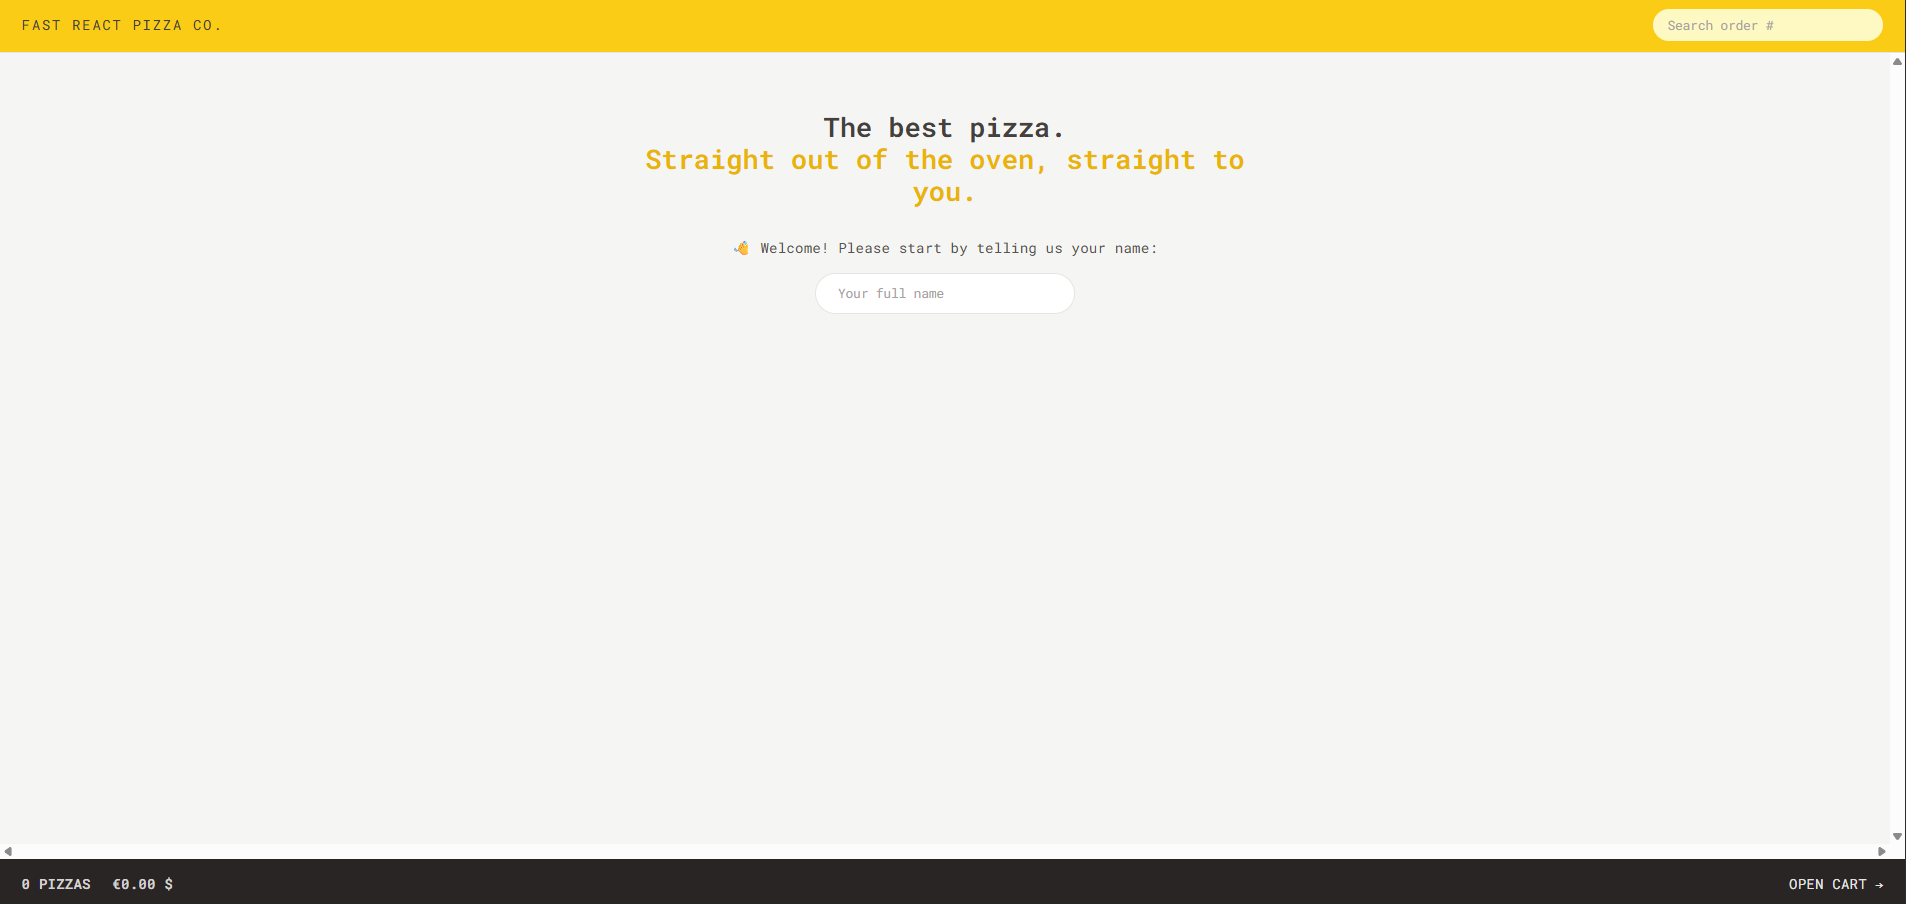 FAST REACT PIZZA CO.
Search order #
The best pizza.
Straight out of the oven, straight to
you.
👋 Welcome! Please start by telling us your name:
Your full name
0 PIZZAS €0.00 $
OPEN CART →